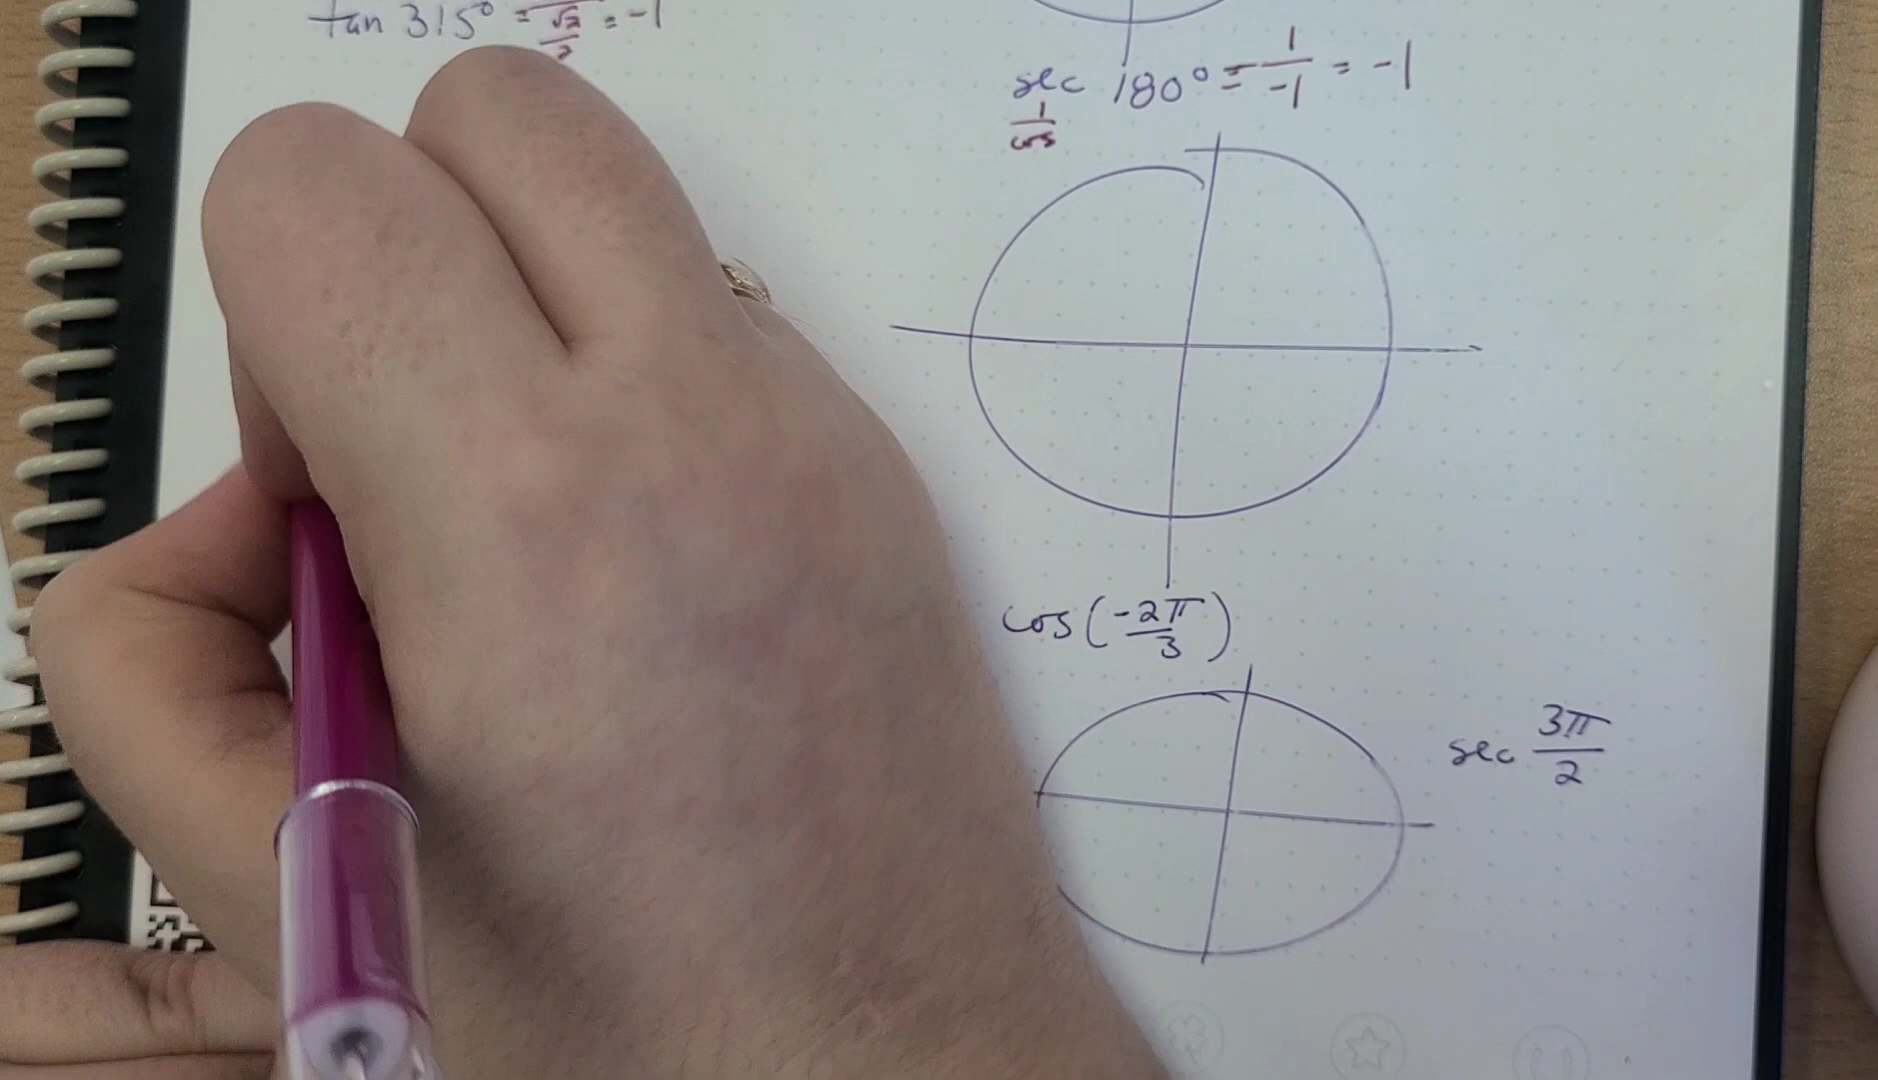 tan 315° = √2/2 = -1
sec 180° = 1/-1 = -1
1/cos
cos(-2π/3)
sec 3π/2